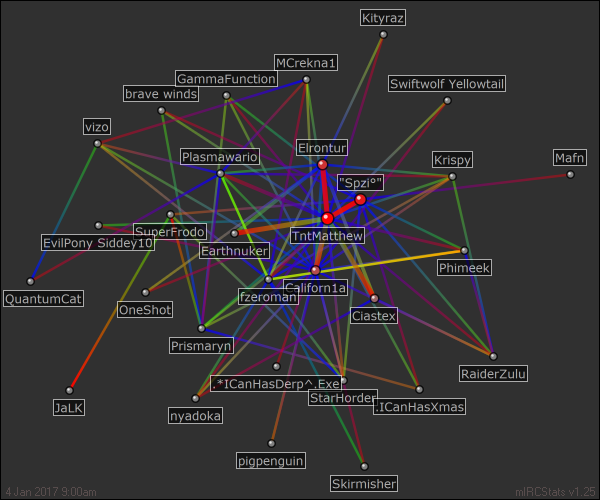 Kityraz
MCrekna1
GammaFunction
Swiftwolf Yellowtail
brave winds
vizo
Elrontur
Plasmawario
Krispy
Mafn
"Spzi°"
SuperFrodo
TntMatthew
EvilPony Siddey10
Earthnuker
Phimeek
Californ1a
QuantumCat
fzeroman
OneShot
Ciastex
Prismaryn
RaiderZulu
.*ICanHasDerp^.Exe
StarHorder
JaLK
.ICanHasXmas
nyadoka
pigpenguin
Skirmisher
4 Jan 2017 9:00am
mIRCStats v1.25